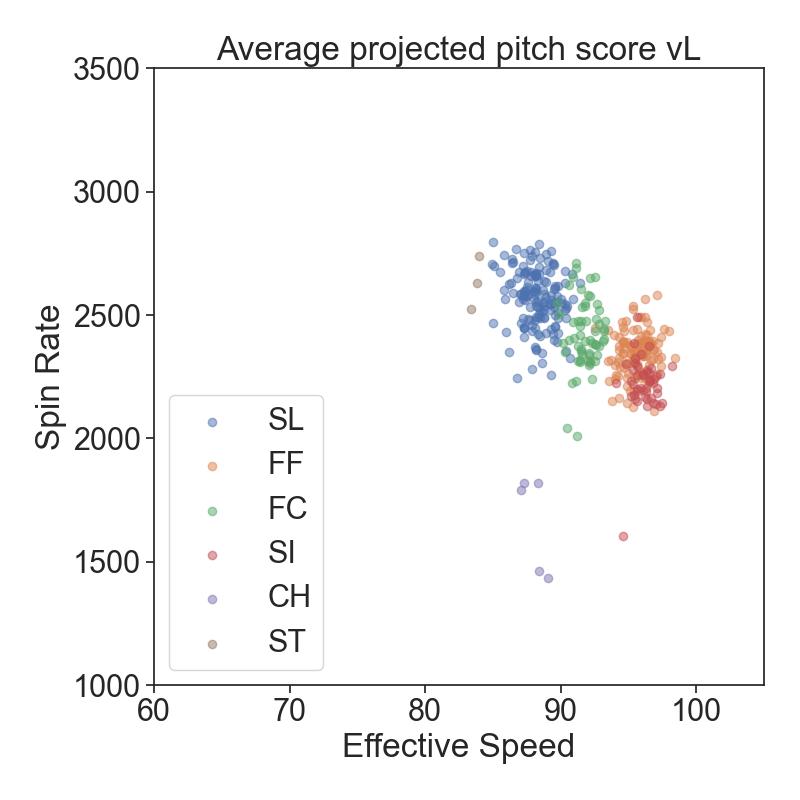 Average projected pitch score vL
3500
3000
2500
2000
1500
1000
Spin Rate
SL
FF
FC
SI
CH
ST
60 70 80 90 100
Effective Speed